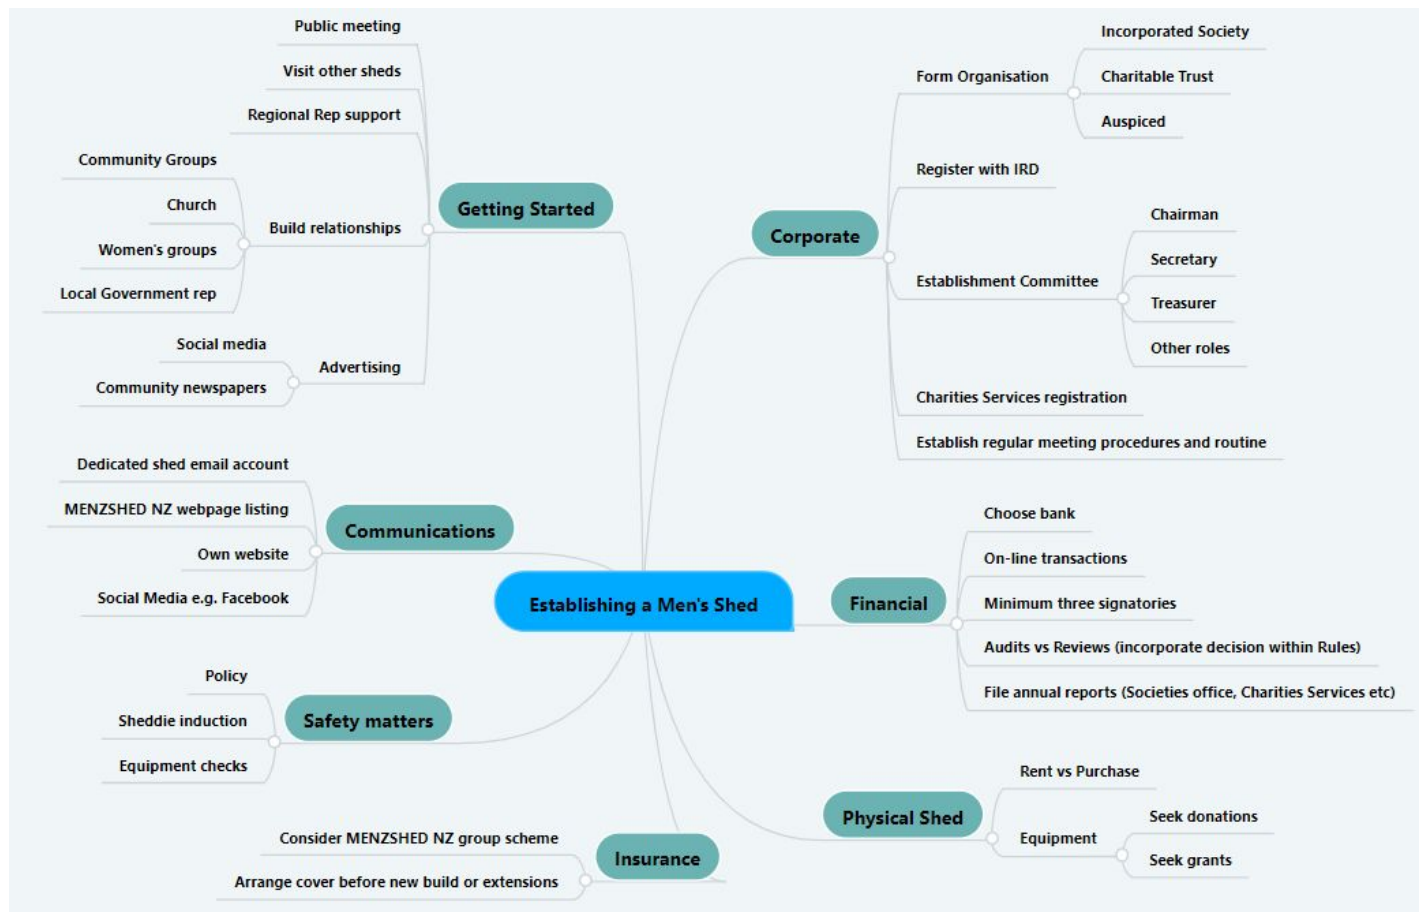 Establishing a Men's Shed
Getting Started
Public meeting
Visit other sheds
Regional Rep support
Build relationships
Community Groups
Church
Women's groups
Local Government rep
Advertising
Social media
Community newspapers
Communications
Dedicated shed email account
MENZSHED NZ webpage listing
Own website
Social Media e.g. Facebook
Safety matters
Policy
Sheddie induction
Equipment checks
Insurance
Consider MENZSHED NZ group scheme
Arrange cover before new build or extensions
Corporate
Form Organisation
Incorporated Society
Charitable Trust
Auspiced
Register with IRD
Establishment Committee
Chairman
Secretary
Treasurer
Other roles
Charities Services registration
Establish regular meeting procedures and routine
Financial
Choose bank
On-line transactions
Minimum three signatories
Audits vs Reviews (incorporate decision within Rules)
File annual reports (Societies office, Charities Services etc)
Physical Shed
Rent vs Purchase
Equipment
Seek donations
Seek grants